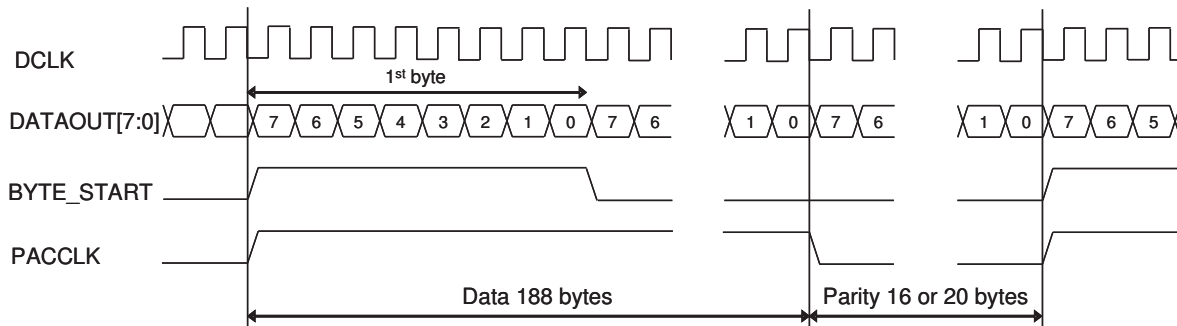 DCLK
1st byte
DATAOUT[7:0] 7 6 5 4 3 2 1 0 7 6 1 0 7 6 1 0 7 6 5
BYTE_START
PACCLK
Data 188 bytes Parity 16 or 20 bytes